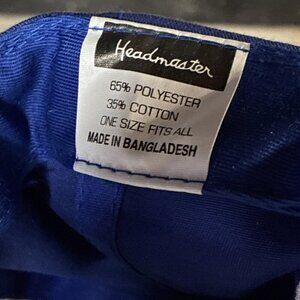 Headmaster
65% POLYESTER
35% COTTON
ONE SIZE FITS ALL
MADE IN BANGLADESH